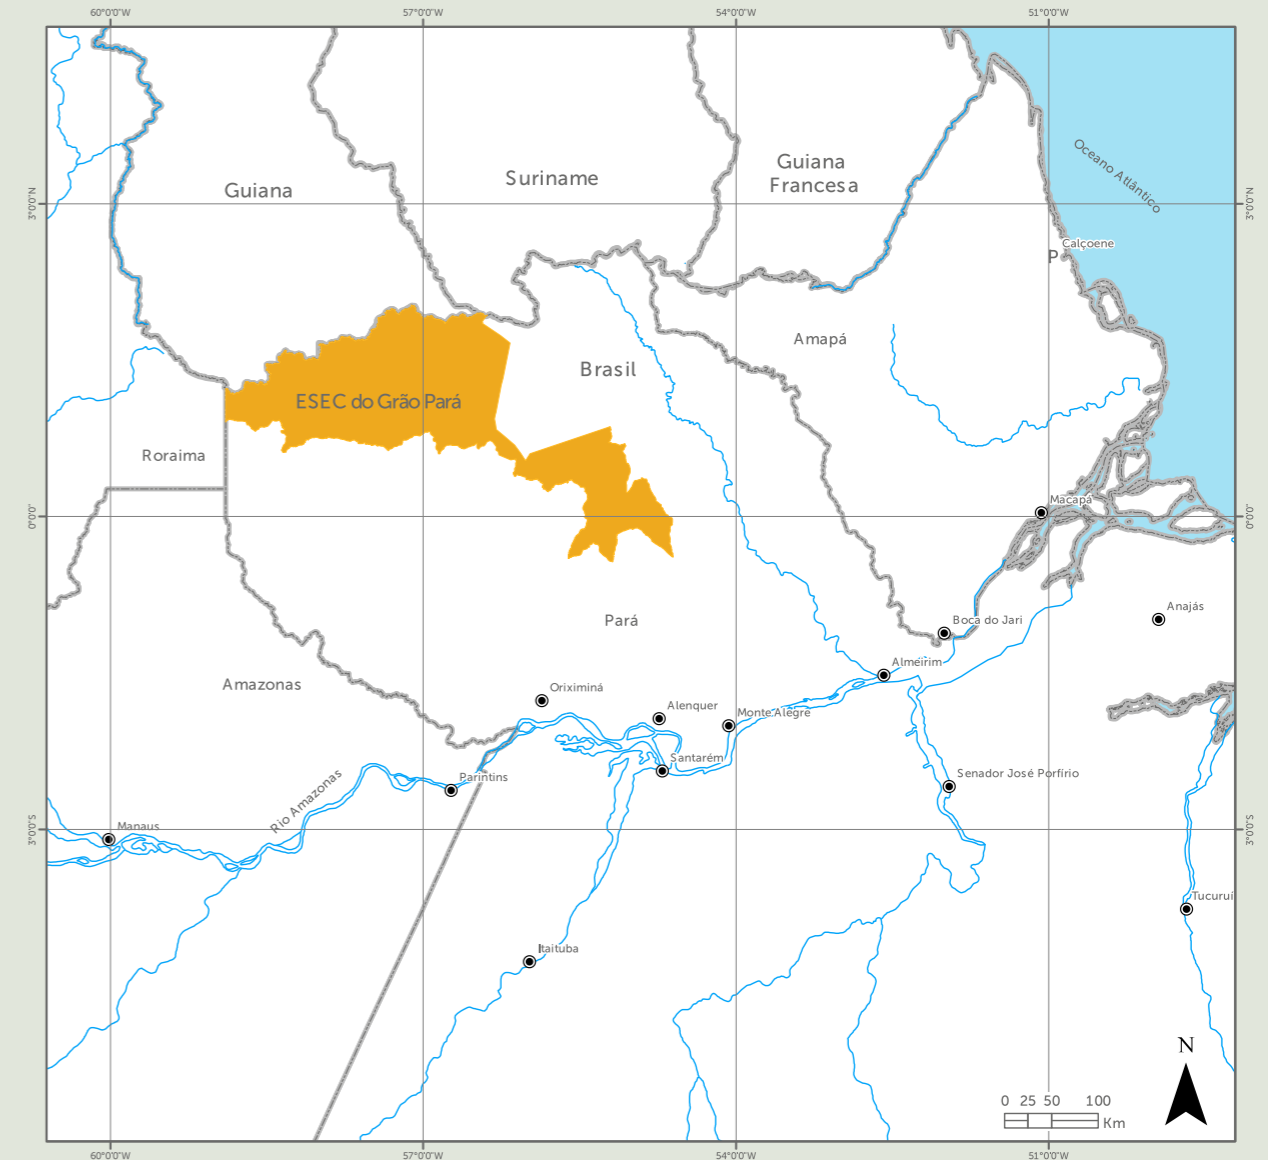 60°0'0"W 57°0'0"W 54°0'0"W 51°0'0"W
Oceano Atlântico
Guiana
Francesa
Suriname
Guiana
3°0'0"N 3°0'0"N
Calçoene
P
Amapá
Brasil
ESEC do Grão Pará
Roraima
Macapá
0°0'0" 0°0'0"
Anajás
Boca do Jari
Pará
Almeirim
Amazonas
Oriximiná
Alenquer
Monte Alegre
Santarém
Parintins
Senador José Porfírio
Rio Amazonas
Manaus
3°0'0"S 3°0'0"S
Tucuruí
Itaituba
N
0 25 50 100
Km
60°0'0"W 57°0'0"W 54°0'0"W 51°0'0"W